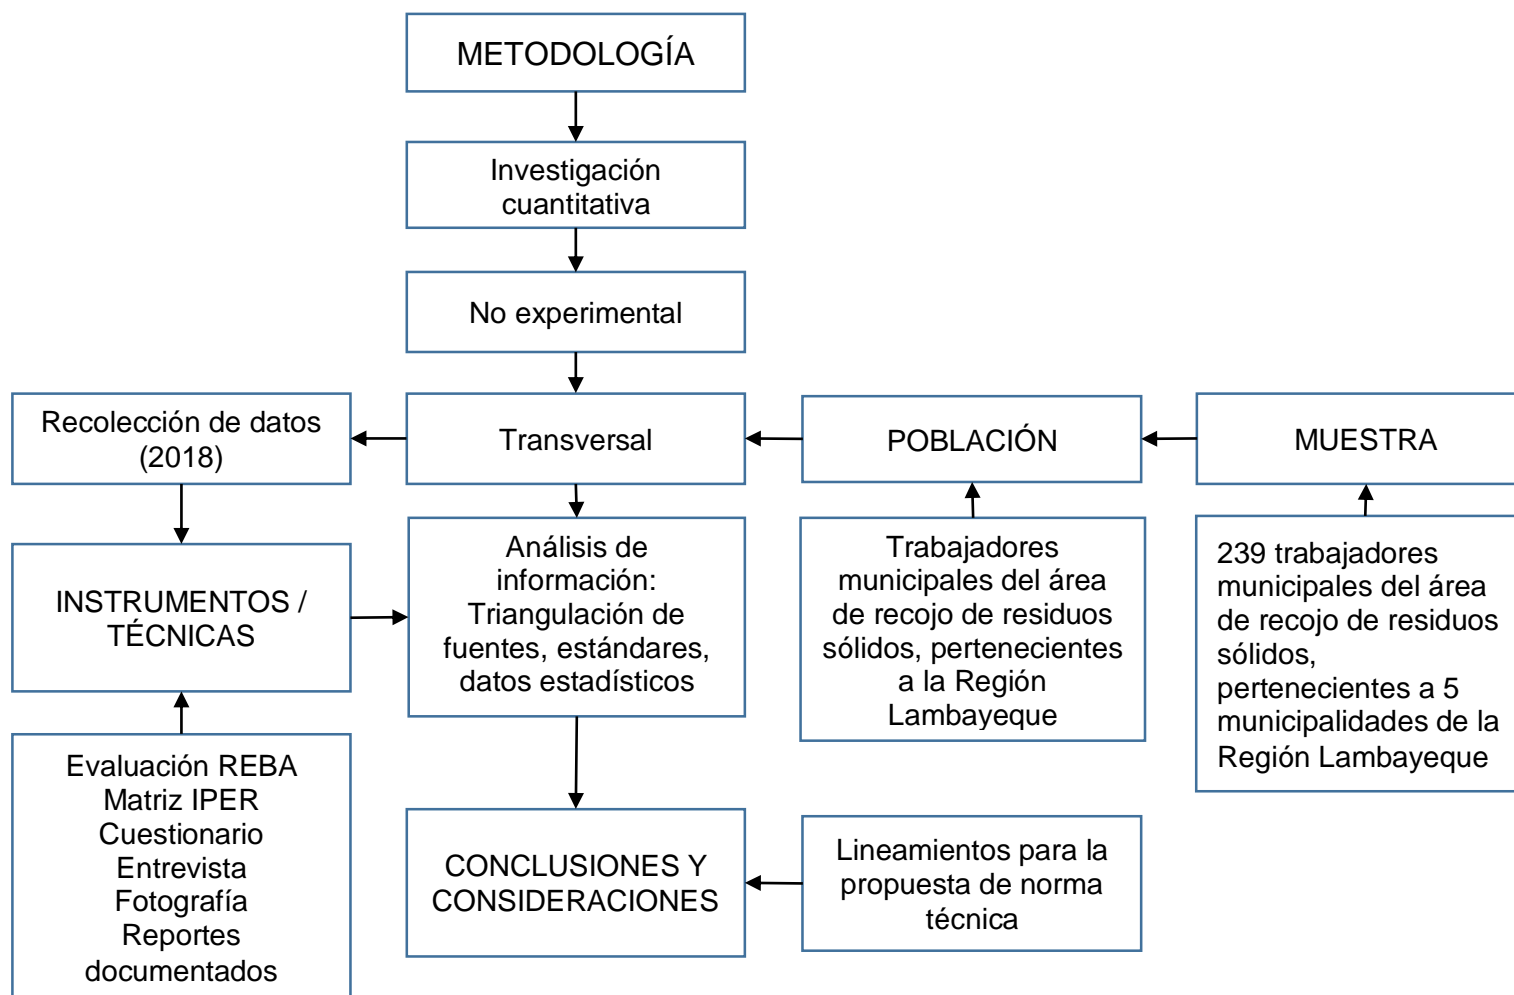 METODOLOGÍA
Investigación
cuantitativa
No experimental
Recolección de datos
(2018)
Transversal
POBLACIÓN
MUESTRA
INSTRUMENTOS /
TÉCNICAS
Análisis de
información:
Triangulación de
fuentes, estándares,
datos estadísticos
Trabajadores
municipales del área
de recojo de residuos
sólidos, pertenecientes
a la Región
Lambayeque
239 trabajadores
municipales del área
de recojo de residuos
sólidos,
pertenecientes a 5
municipalidades de la
Región Lambayeque
Evaluación REBA
Matriz IPER
Cuestionario
Entrevista
Fotografía
Reportes
documentados
CONCLUSIONES Y
CONSIDERACIONES
Lineamientos para la
propuesta de norma
técnica